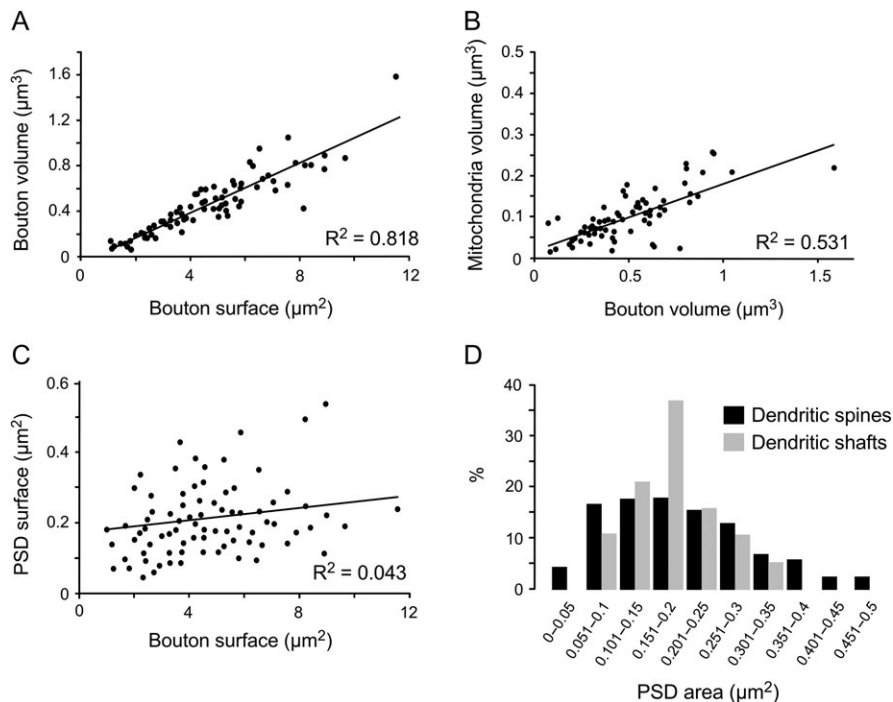 A
Bouton volume (µm³)
1.6
1.2
0.8
0.4
0
0
4
8
12
R² = 0.818
Bouton surface (µm²)
B
Mitochondria volume (µm³)
0.5
0.4
0.3
0.2
0.1
0
0
0.5
1
1.5
R² = 0.531
Bouton volume (µm³)
C
PSD surface (µm²)
0.6
0.4
0.2
0
0
4
8
12
R² = 0.043
Bouton surface (µm²)
D
%
40
30
20
10
0
Dendritic spines
Dendritic shafts
0–0.05
0.051–0.1
0.101–0.15
0.151–0.2
0.201–0.25
0.251–0.3
0.301–0.35
0.351–0.4
0.401–0.45
0.451–0.5
PSD area (µm²)